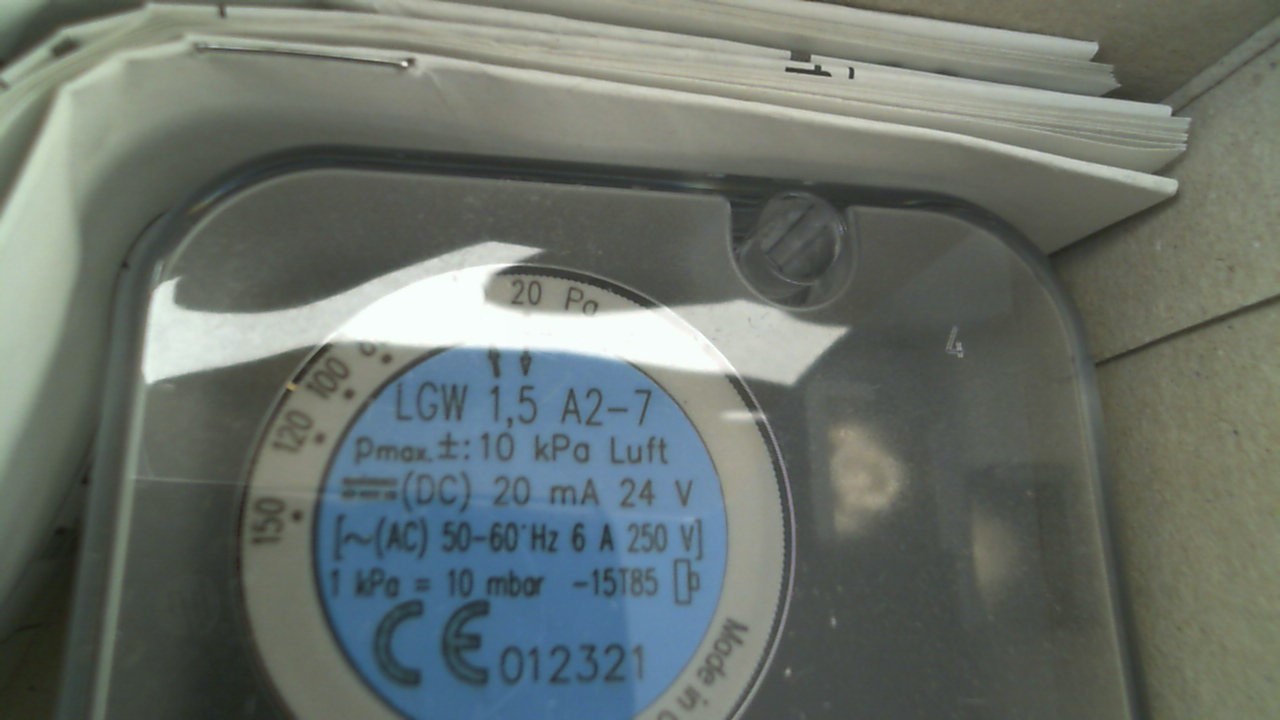 20 Pa
100
120
150
LGW 1,5 A2-7
pmax. ±: 10 kPa Luft
(DC) 20 mA 24 V
[~(AC) 50-60 Hz 6 A 250 V]
1 kPa = 10 mbar -15T85
CE 012321
Made in
4